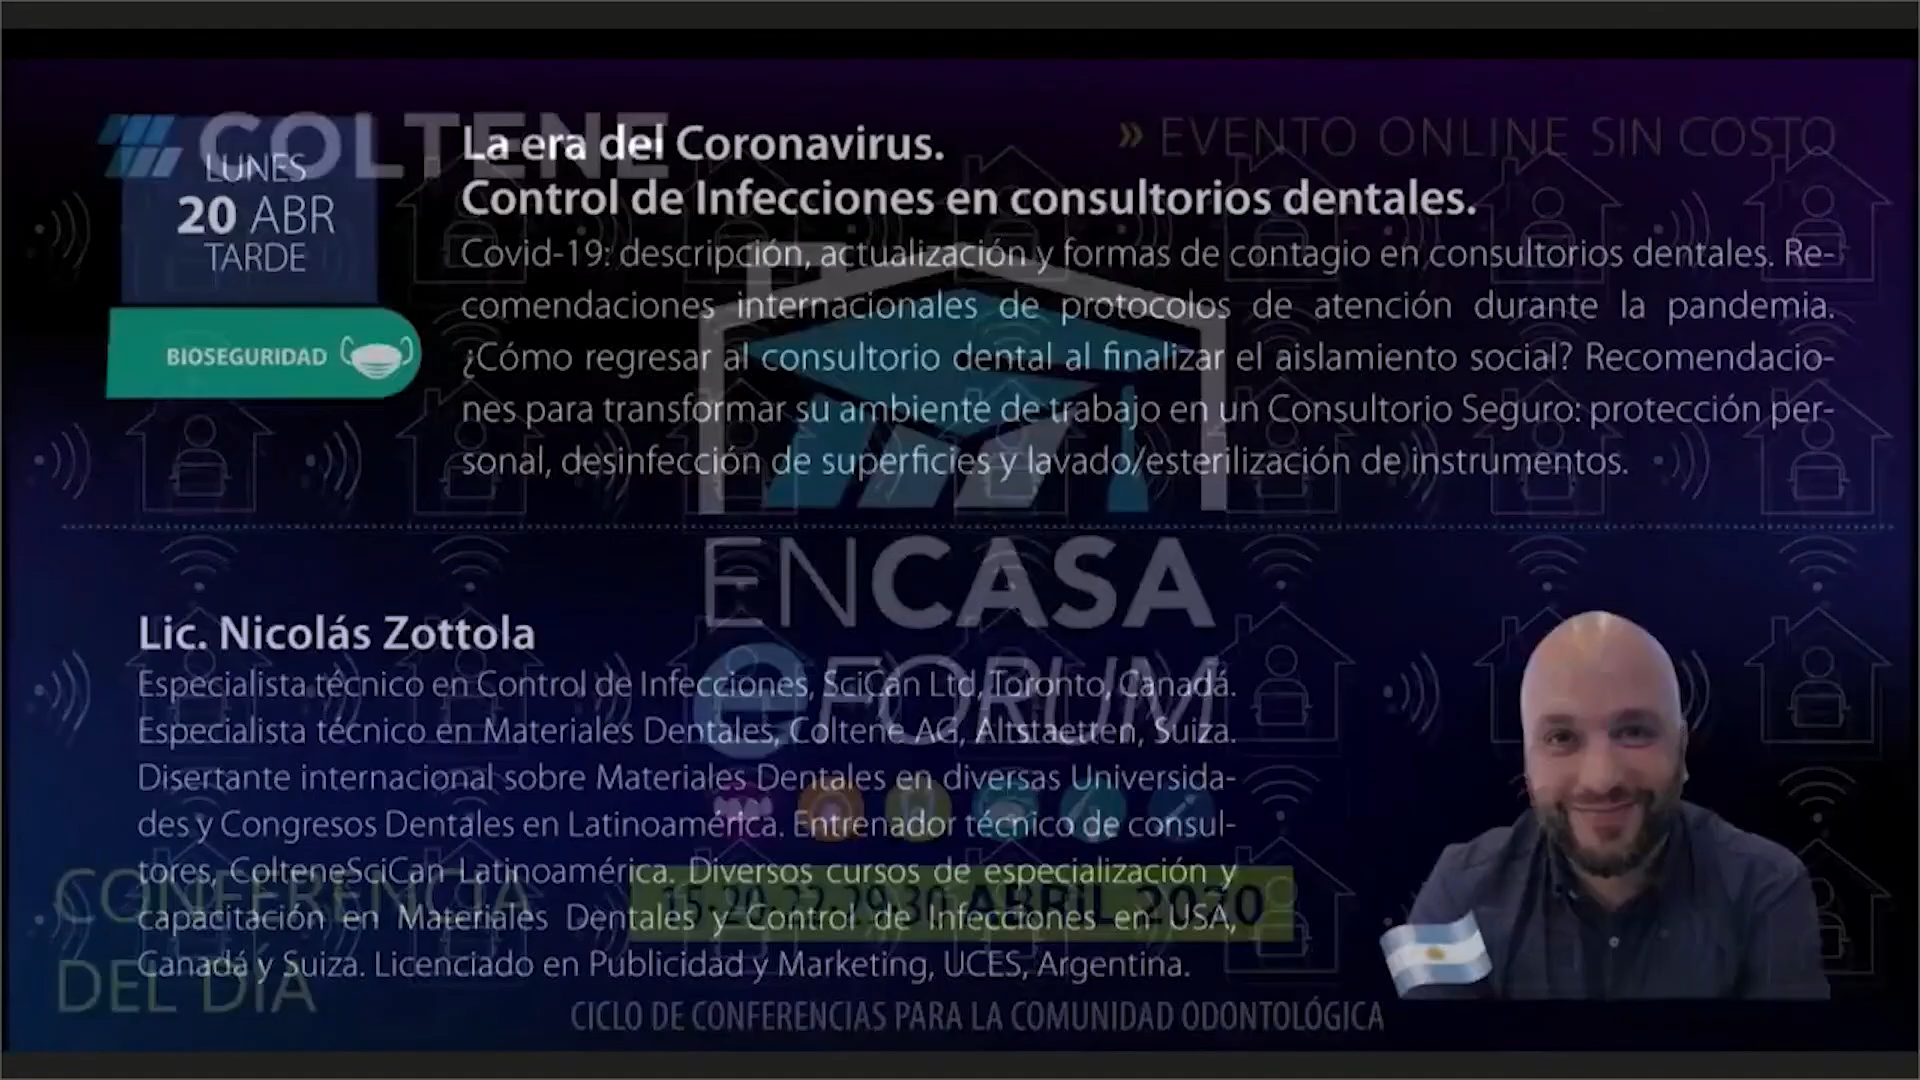 COLTENE
» EVENTO ONLINE SIN COSTO
LUNES
20 ABR
TARDE
BIOSEGURIDAD
La era del Coronavirus.
Control de Infecciones en consultorios dentales.
Covid-19: descripción, actualización y formas de contagio en consultorios dentales. Re-
comendaciones internacionales de protocolos de atención durante la pandemia.
¿Cómo regresar al consultorio dental al finalizar el aislamiento social? Recomendacio-
nes para transformar su ambiente de trabajo en un Consultorio Seguro: protección per-
sonal, desinfección de superficies y lavado/esterilización de instrumentos.
ENCASA
eFORUM
Lic. Nicolás Zottola
Especialista técnico en Control de Infecciones, SciCan Ltd, Toronto, Canadá.
Especialista técnico en Materiales Dentales, Coltene AG, Altstaetten, Suiza.
Disertante internacional sobre Materiales Dentales en diversas Universida-
des y Congresos Dentales en Latinoamérica. Entrenador técnico de consul-
tores, ColteneSciCan Latinoamérica. Diversos cursos de especialización y
capacitación en Materiales Dentales y Control de Infecciones en USA,
Canadá y Suiza. Licenciado en Publicidad y Marketing, UCES, Argentina.
15·20·22·29·30 ABRIL 2020
CONFERENCIA
DEL DÍA
CICLO DE CONFERENCIAS PARA LA COMUNIDAD ODONTOLÓGICA